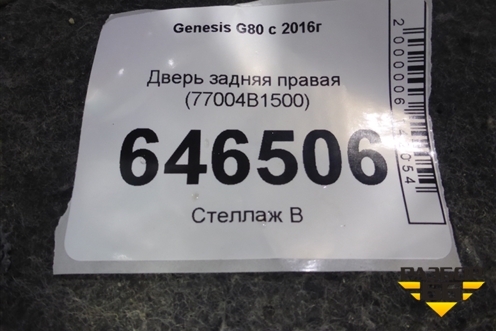 Genesis G80 с 2016г
Дверь задняя правая
(77004B1500)
646506
Стеллаж В